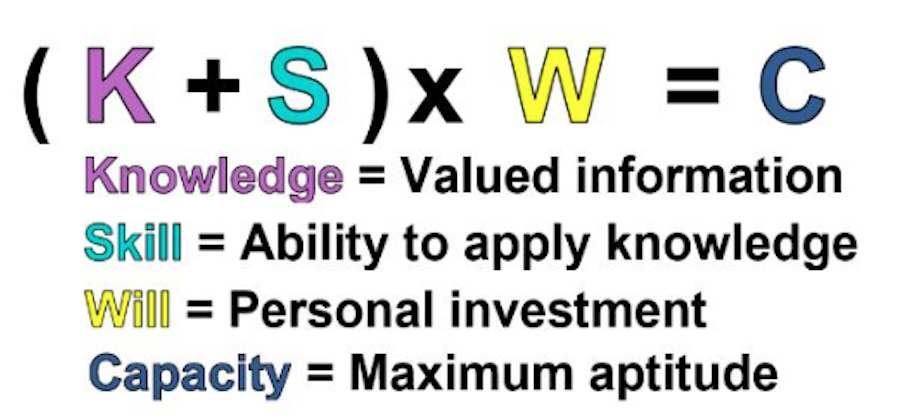 ( K + S ) x W = C
Knowledge = Valued information
Skill = Ability to apply knowledge
Will = Personal investment
Capacity = Maximum aptitude